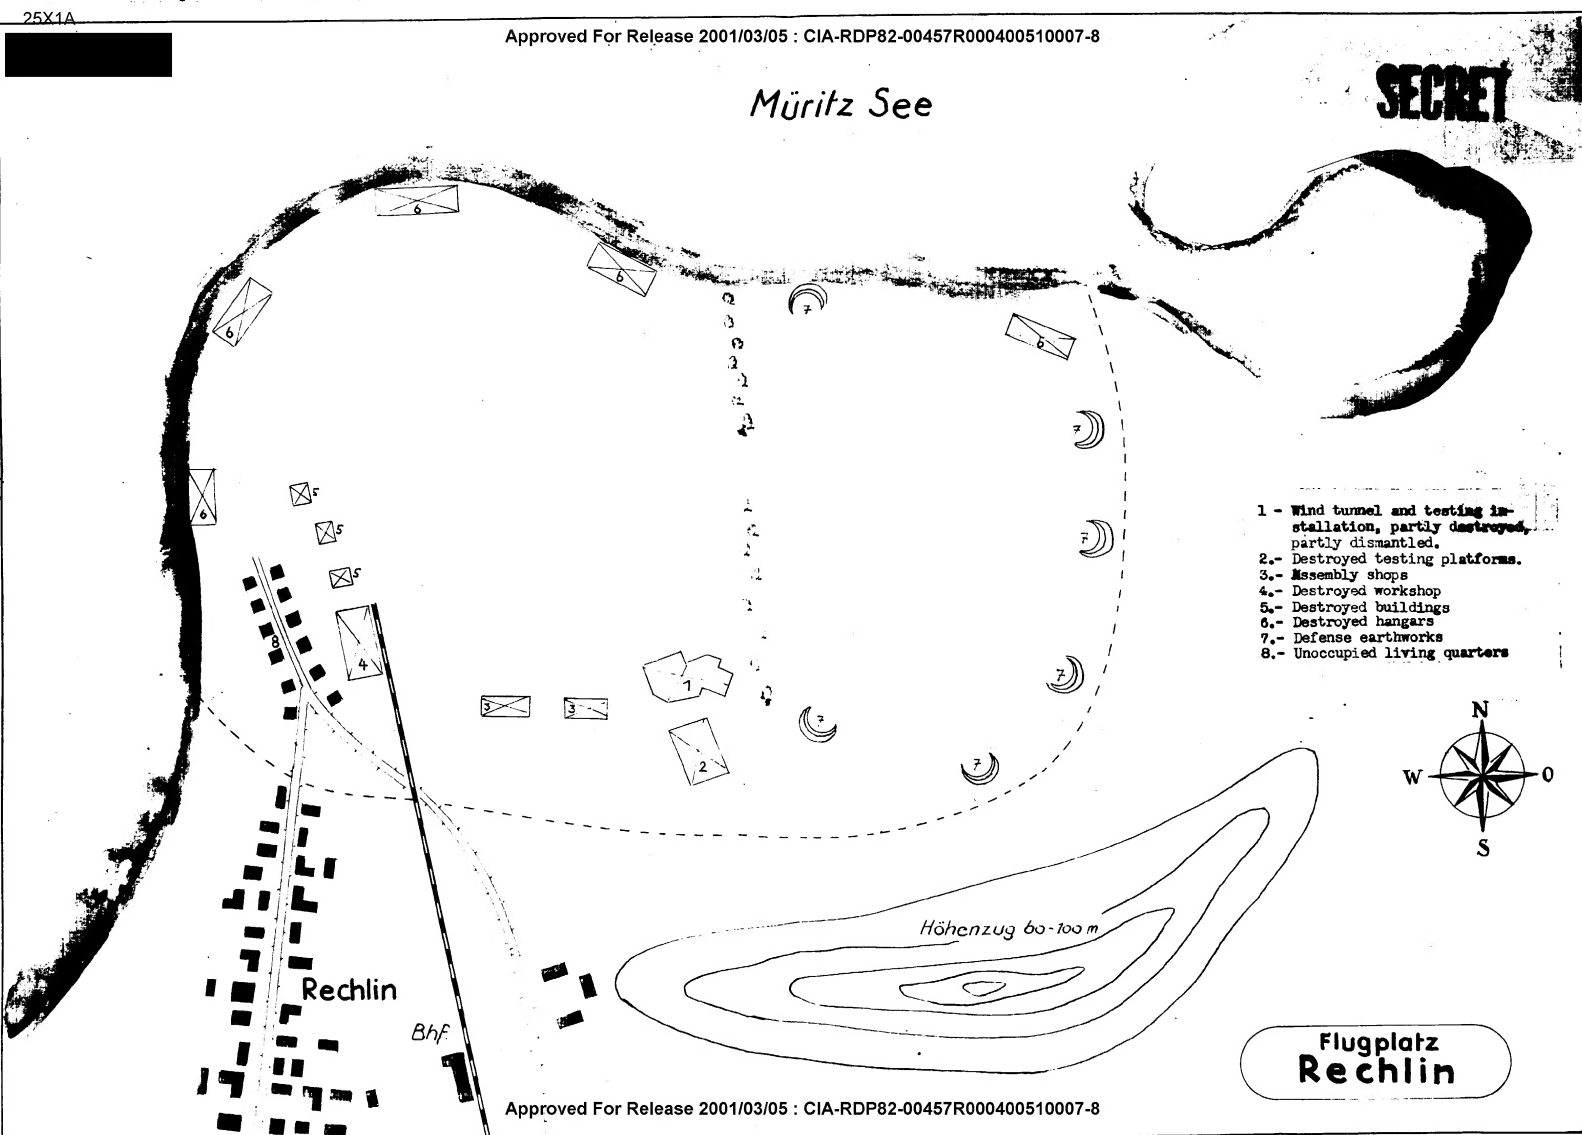 25X1A
Approved For Release 2001/03/05 : CIA-RDP82-00457R000400510007-8
SECRET
Müritz See
6
6
6
7
6
7
6
5
5
7
5
8
4
1
7
3
3
7
2
7
1 - Wind tunnel and testing in-
stallation, partly destroyed,
partly dismantled.
2.- Destroyed testing platforms.
3.- Assembly shops
4.- Destroyed workshop
5.- Destroyed buildings
6.- Destroyed hangars
7.- Defense earthworks
8.- Unoccupied living quarters
N
W
O
S
Höhenzug 60-100 m
Rechlin
Bhf.
Flugplatz
Rechlin
Approved For Release 2001/03/05 : CIA-RDP82-00457R000400510007-8